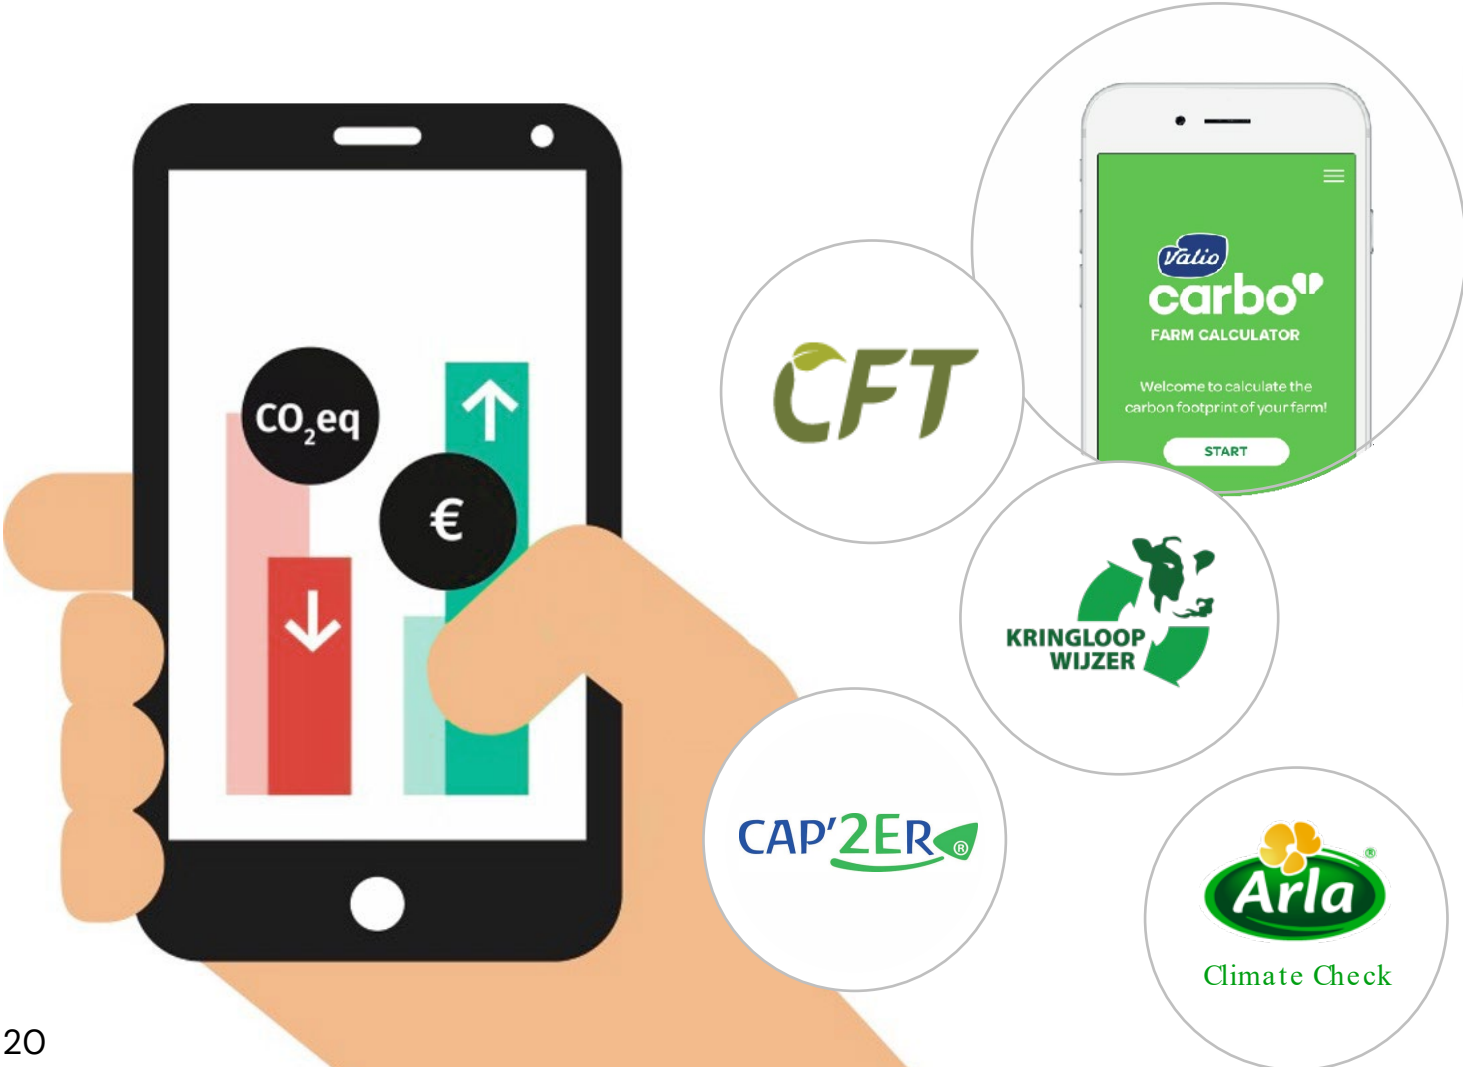 CO₂eq
€
CFT
Valio
carbo
FARM CALCULATOR
Welcome to calculate the
carbon footprint of your farm!
START
KRINGLOOP
WIJZER
CAP'2ER®
Arla®
Climate Check
20